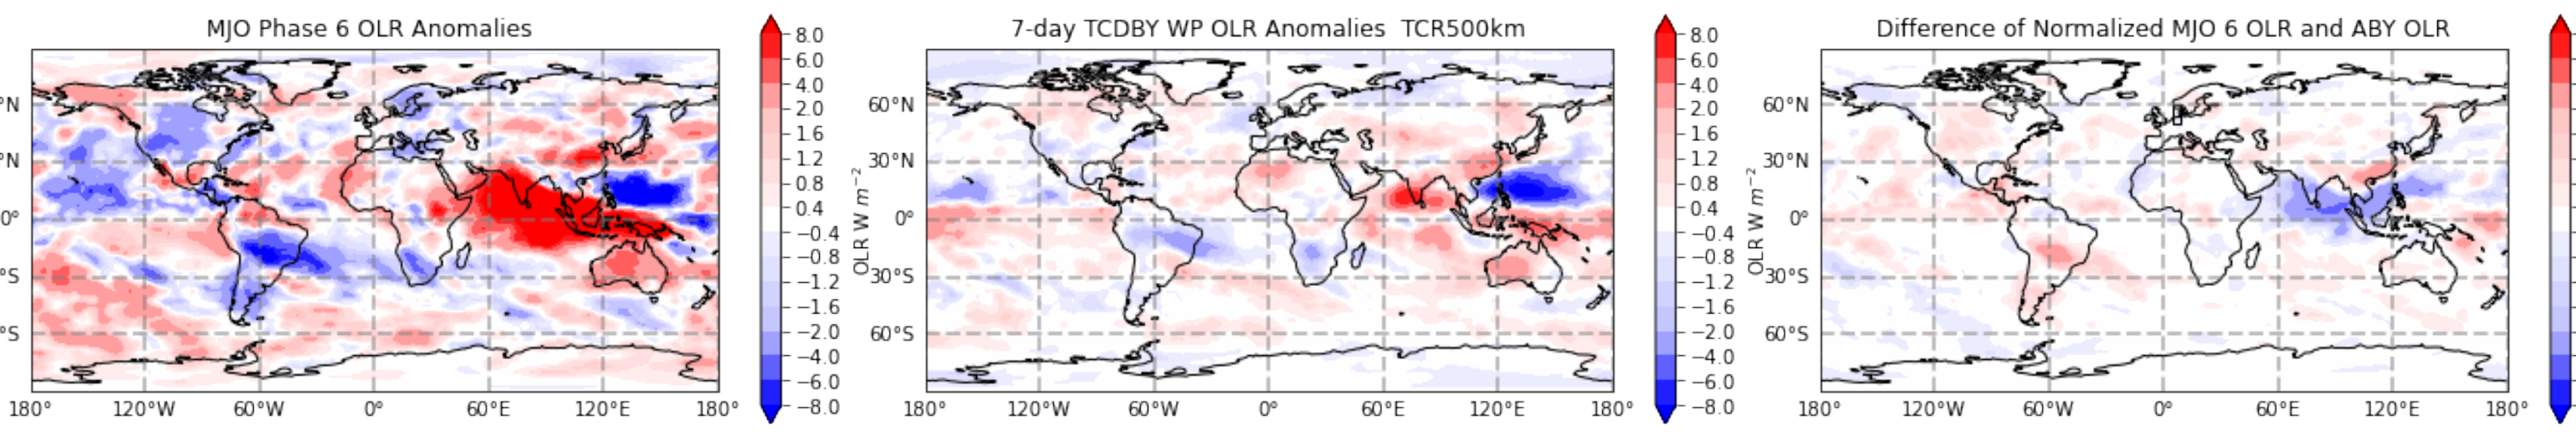 MJO Phase 6 OLR Anomalies
7-day TCDBY WP OLR Anomalies TCR500km
Difference of Normalized MJO 6 OLR and ABY OLR
°N
°N
0°
°S
°S
180° 120°W 60°W 0° 60°E 120°E 180°
8.0
6.0
4.0
2.0
1.6
1.2
0.8
0.4
−0.4
−0.8
−1.2
−1.6
−2.0
−4.0
−6.0
−8.0
OLR W m⁻²
60°N
30°N
0°
30°S
60°S
180° 120°W 60°W 0° 60°E 120°E 180°
8.0
6.0
4.0
2.0
1.6
1.2
0.8
0.4
−0.4
−0.8
−1.2
−1.6
−2.0
−4.0
−6.0
−8.0
OLR W m⁻²
60°N
30°N
0°
30°S
60°S
180° 120°W 60°W 0° 60°E 120°E 180°